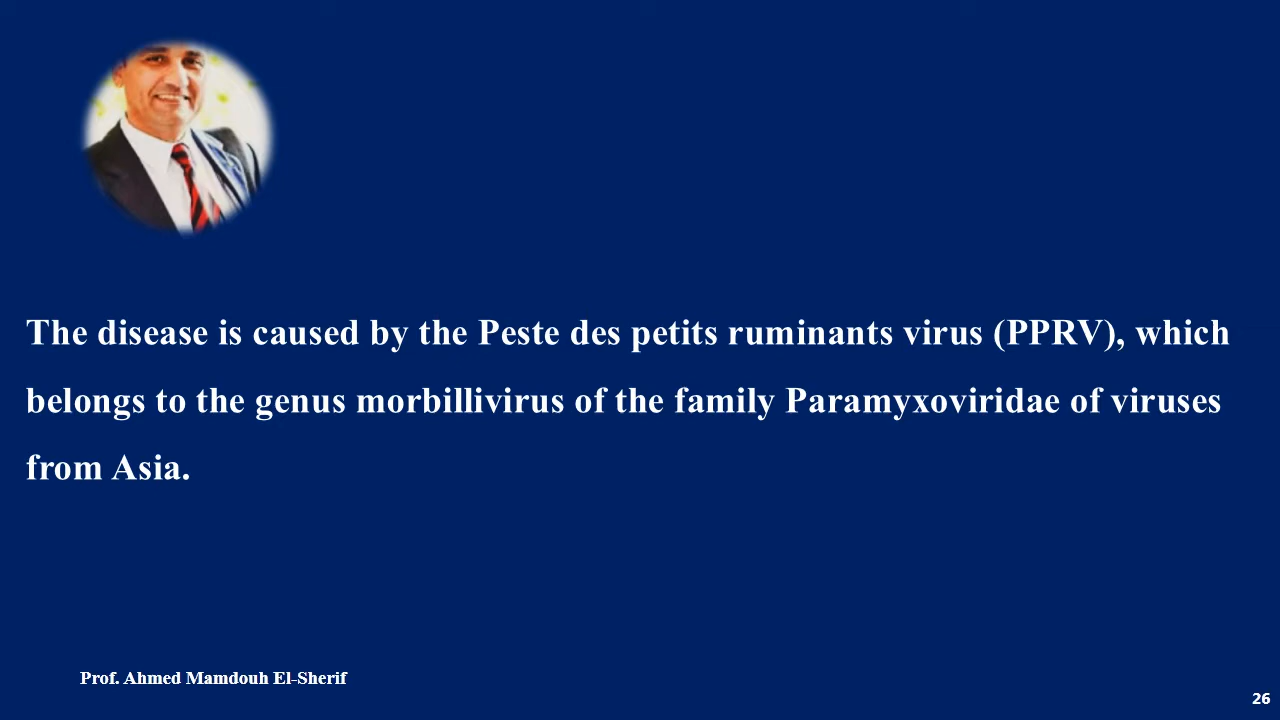 The disease is caused by the Peste des petits ruminants virus (PPRV), which
belongs to the genus morbillivirus of the family Paramyxoviridae of viruses
from Asia.
Prof. Ahmed Mamdouh El-Sherif
26